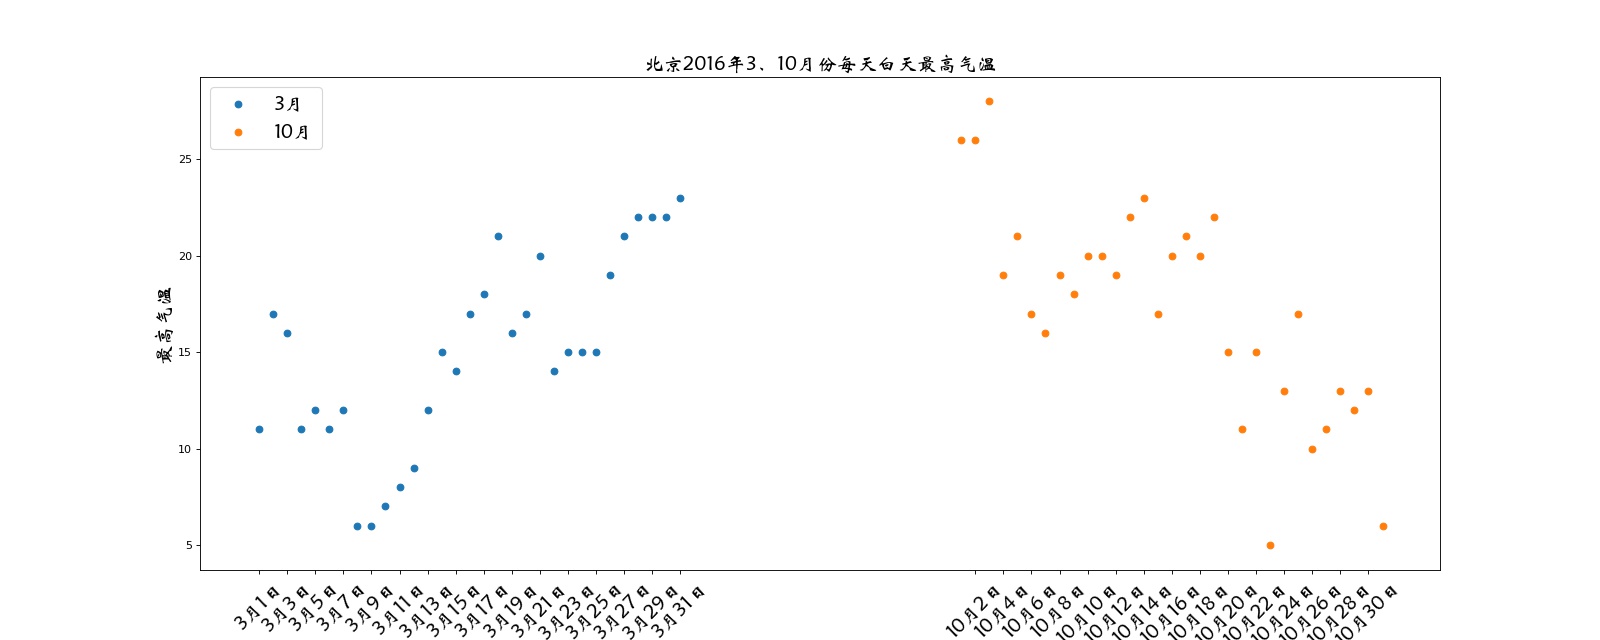 北京2016年3、10月份每天白天最高气温
3月
10月
最高气温
25
20
15
10
5
3月1日
3月3日
3月5日
3月7日
3月9日
3月11日
3月13日
3月15日
3月17日
3月19日
3月21日
3月23日
3月25日
3月27日
3月29日
3月31日
10月2日
10月4日
10月6日
10月8日
10月10日
10月12日
10月14日
10月16日
10月18日
10月20日
10月22日
10月24日
10月26日
10月28日
10月30日